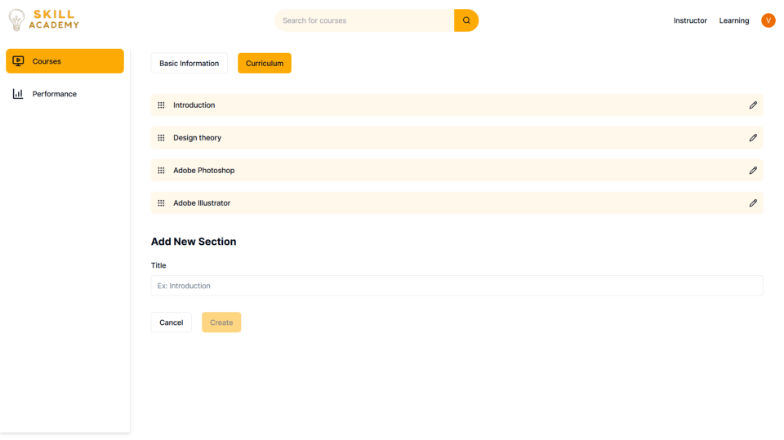 SKILL
ACADEMY
Search for courses
Instructor
Learning
V
Courses
Performance
Basic Information
Curriculum
Introduction
Design theory
Adobe Photoshop
Adobe Illustrator
Add New Section
Title
Ex: Introduction
Cancel
Create